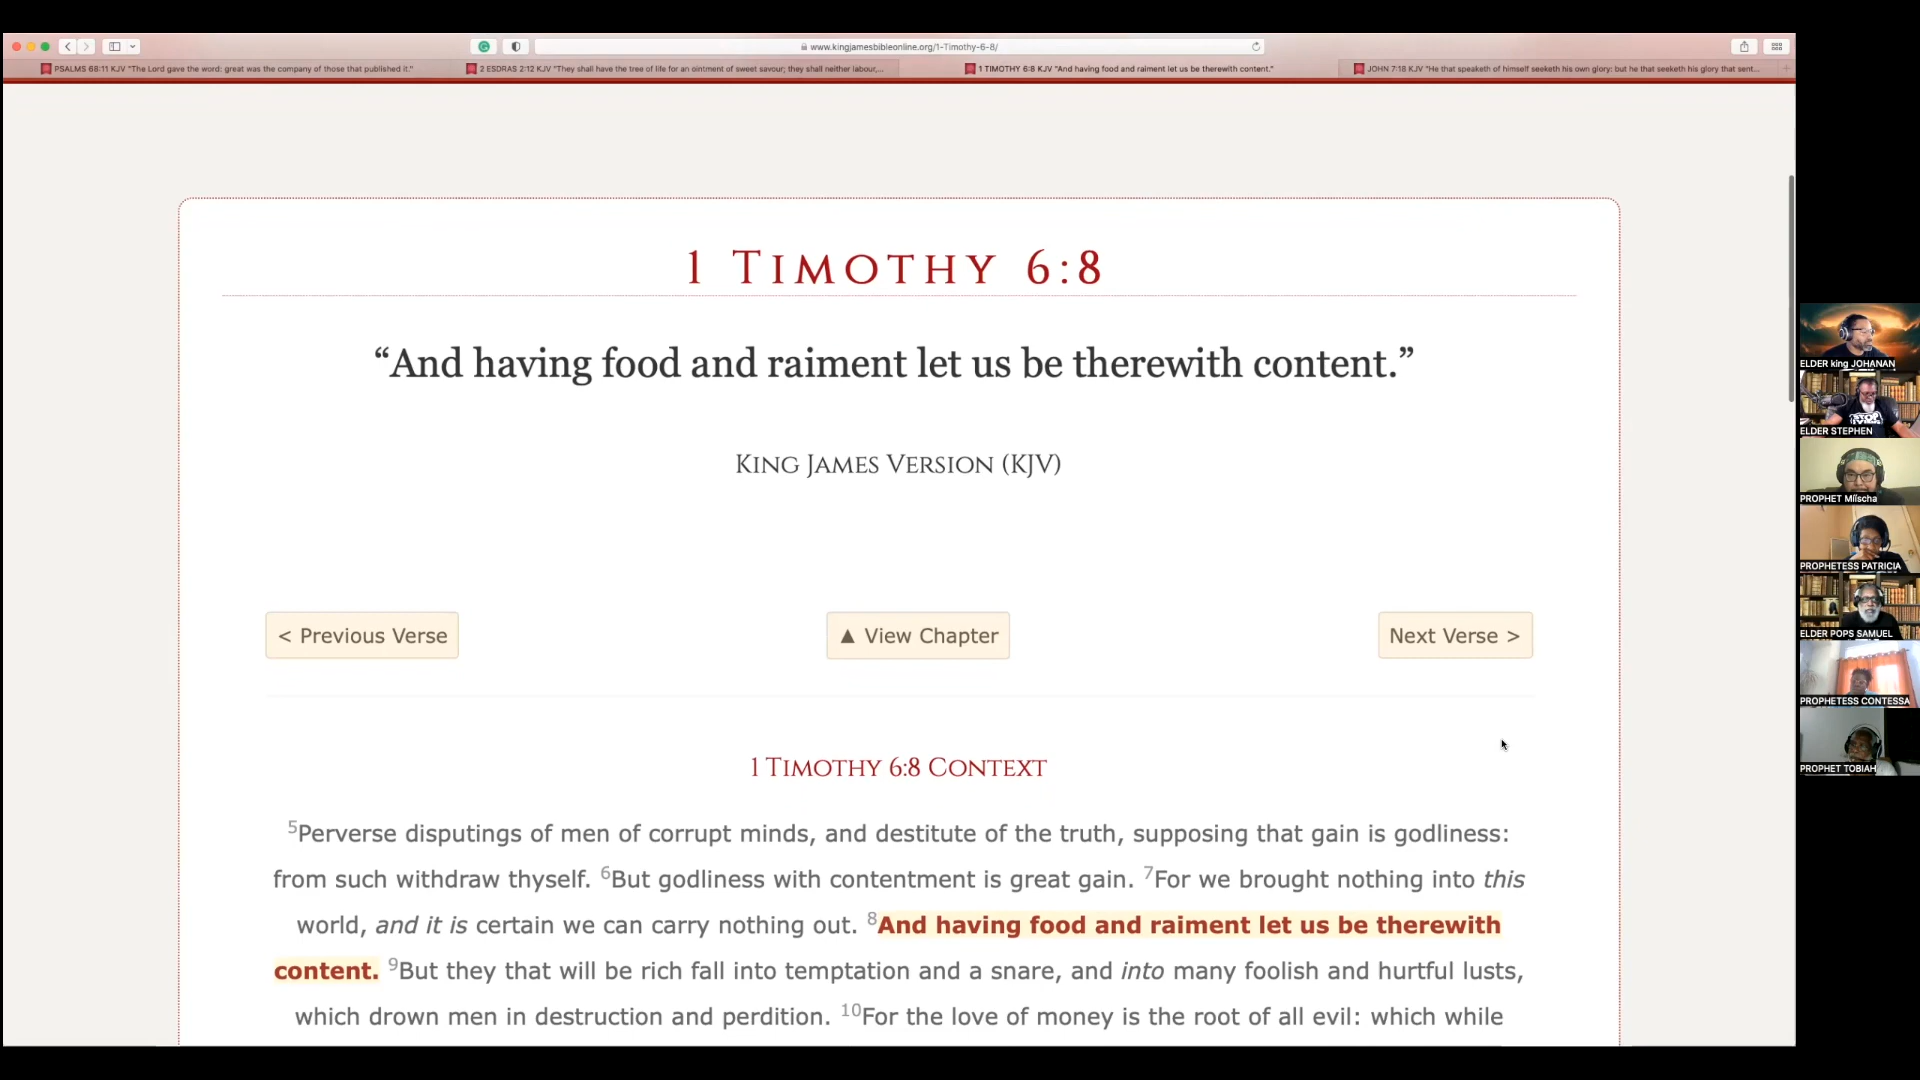 www.kingjamesbibleonline.org/1-Timothy-6-8/
PSALMS 68:11 KJV "The Lord gave the word: great was the company of those that published it."
2 ESDRAS 2:12 KJV "They shall have the tree of life for an ointment of sweet savour; they shall neither labour,...
1 TIMOTHY 6:8 KJV "And having food and raiment let us be therewith content."
JOHN 7:18 KJV "He that speaketh of himself seeketh his own glory: but he that seeketh his glory that sent...
1 TIMOTHY 6:8
“And having food and raiment let us be therewith content.”
KING JAMES VERSION (KJV)
< Previous Verse
▲ View Chapter
Next Verse >
1 TIMOTHY 6:8 CONTEXT
5Perverse disputings of men of corrupt minds, and destitute of the truth, supposing that gain is godliness:
from such withdraw thyself. 6But godliness with contentment is great gain. 7For we brought nothing into this
world, and it is certain we can carry nothing out. 8And having food and raiment let us be therewith
content. 9But they that will be rich fall into temptation and a snare, and into many foolish and hurtful lusts,
which drown men in destruction and perdition. 10For the love of money is the root of all evil: which while
ELDER king JOHANAN
STOP
ELDER STEPHEN
PROPHET Miischa
PROPHETESS PATRICIA
ELDER POPS SAMUEL
PROPHETESS CONTESSA
PROPHET TOBIAH